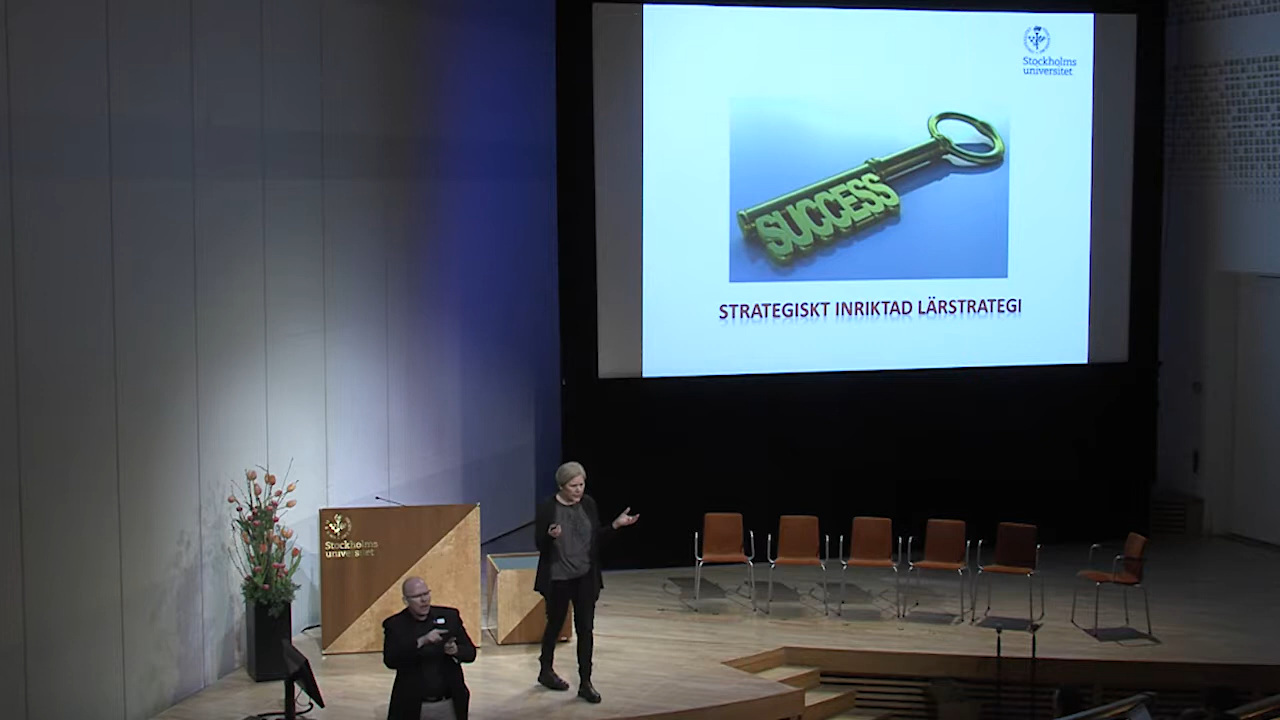 Stockholms
universitet
SUCCESS
STRATEGISKT INRIKTAD LÄRSTRATEGI
Stockholms
universitet